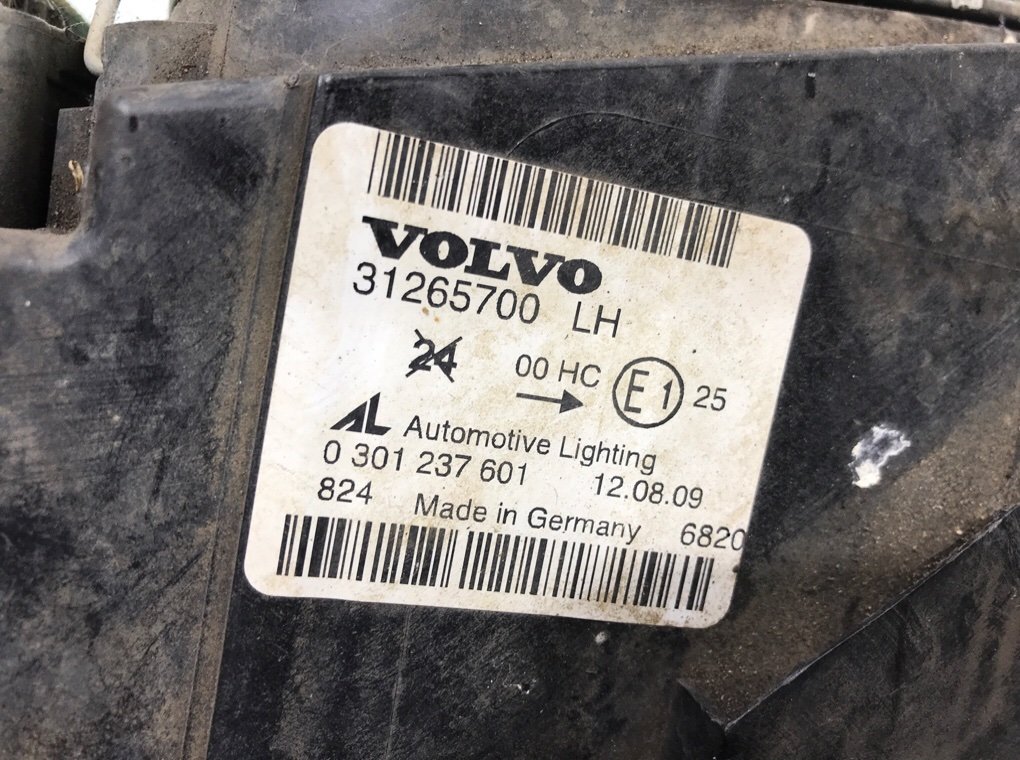 VOLVO
31265700 LH
24 00 HC E1 25
AL Automotive Lighting
0 301 237 601 12.08.09
824 Made in Germany 6820